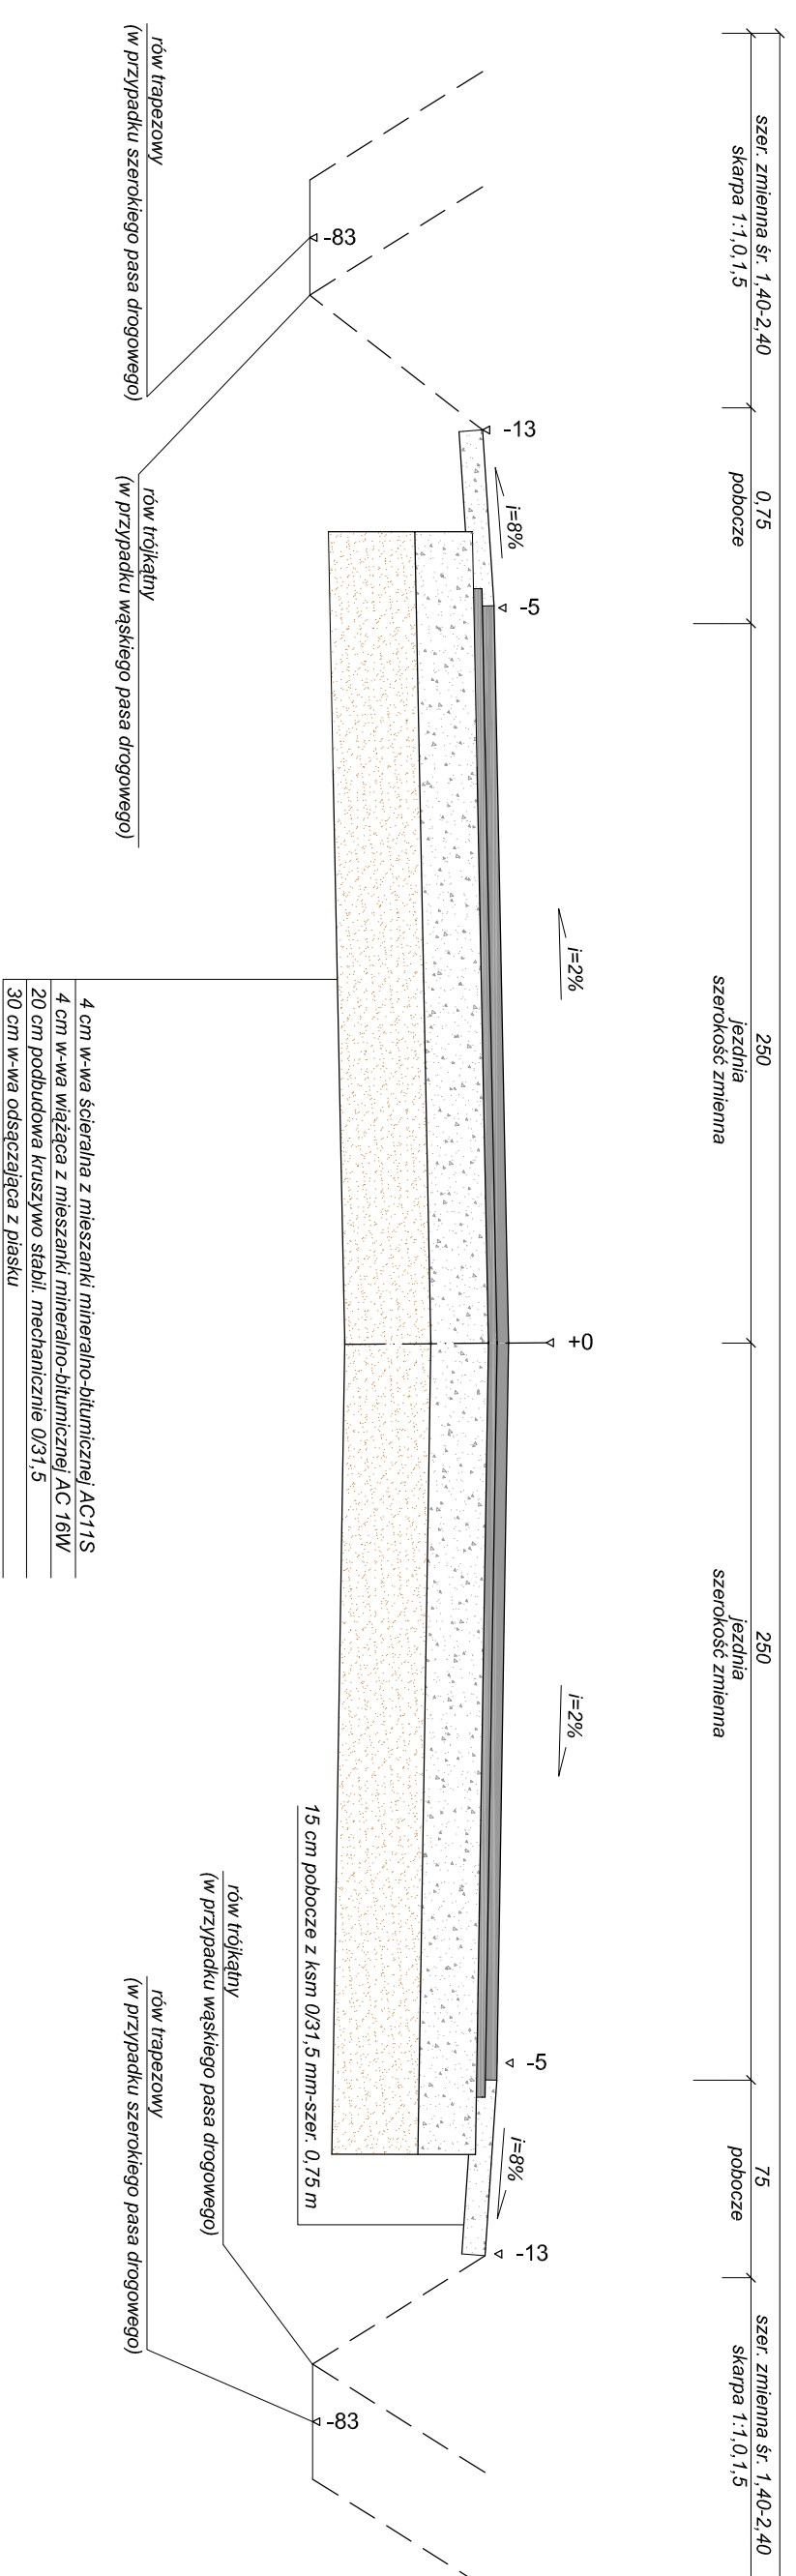 szer. zmienna śr. 1,40-2,40
skarpa 1:1,0,1,5
0,75
pobocze
250
jezdnia
szerokość zmienna
250
jezdnia
szerokość zmienna
75
pobocze
szer. zmienna śr. 1,40-2,40
skarpa 1:1,0,1,5
i=2%
i=2%
+0
-13
i=8%
-5
-5
i=8%
-13
-83
-83
15 cm pobocze z ksm 0/31,5 mm-szer. 0,75 m
rów trapezowy
(w przypadku szerokiego pasa drogowego)
rów trójkątny
(w przypadku wąskiego pasa drogowego)
rów trójkątny
(w przypadku wąskiego pasa drogowego)
rów trapezowy
(w przypadku szerokiego pasa drogowego)
4 cm w-wa ścieralna z mieszanki mineralno-bitumicznej AC11S
4 cm w-wa wiążąca z mieszanki mineralno-bitumicznej AC 16W
20 cm podbudowa kruszywo stabil. mechanicznie 0/31,5
30 cm w-wa odsączająca z piasku